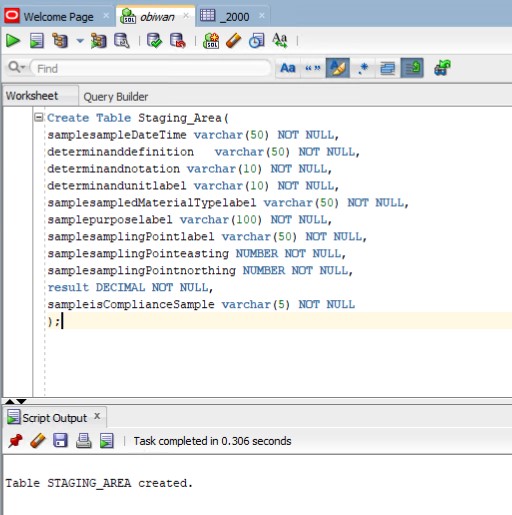 Welcome Page
obiwan
_2000
Find
Aa
Worksheet
Query Builder
Create Table Staging_Area(
samplesampleDateTime varchar(50) NOT NULL,
determinanddefinition   varchar(50) NOT NULL,
determinandnotation varchar(10) NOT NULL,
determinandunitlabel varchar(10) NOT NULL,
samplesampledMaterialTypelabel varchar(50) NOT NULL,
samplepurposelabel varchar(100) NOT NULL,
samplesamplingPointlabel varchar(50) NOT NULL,
samplesamplingPointeasting NUMBER NOT NULL,
samplesamplingPointnorthing NUMBER NOT NULL,
result DECIMAL NOT NULL,
sampleisComplianceSample varchar(5) NOT NULL
);
Script Output
Task completed in 0.306 seconds
Table STAGING_AREA created.